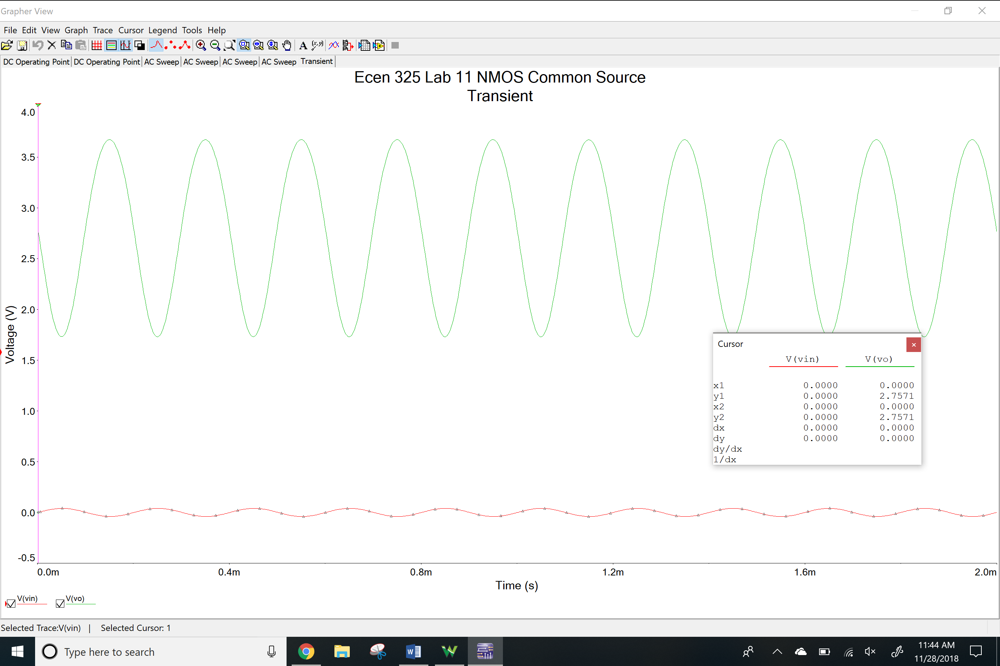 Grapher View
File Edit View Graph Trace Cursor Legend Tools Help
A (x,y)
DC Operating Point DC Operating Point AC Sweep AC Sweep AC Sweep AC Sweep Transient
Ecen 325 Lab 11 NMOS Common Source
Transient
Voltage (V)
4.0
3.5
3.0
2.5
2.0
1.5
1.0
0.5
0.0
-0.5
0.0m 0.4m 0.8m 1.2m 1.6m 2.0m
Time (s)
Cursor
V(vin) V(vo)
x1 0.0000 0.0000
y1 0.0000 2.7571
x2 0.0000 0.0000
y2 0.0000 2.7571
dx 0.0000 0.0000
dy 0.0000 0.0000
dy/dx
1/dx
V(vin) V(vo)
Selected Trace:V(vin) | Selected Cursor: 1
Type here to search
11:44 AM
11/28/2018